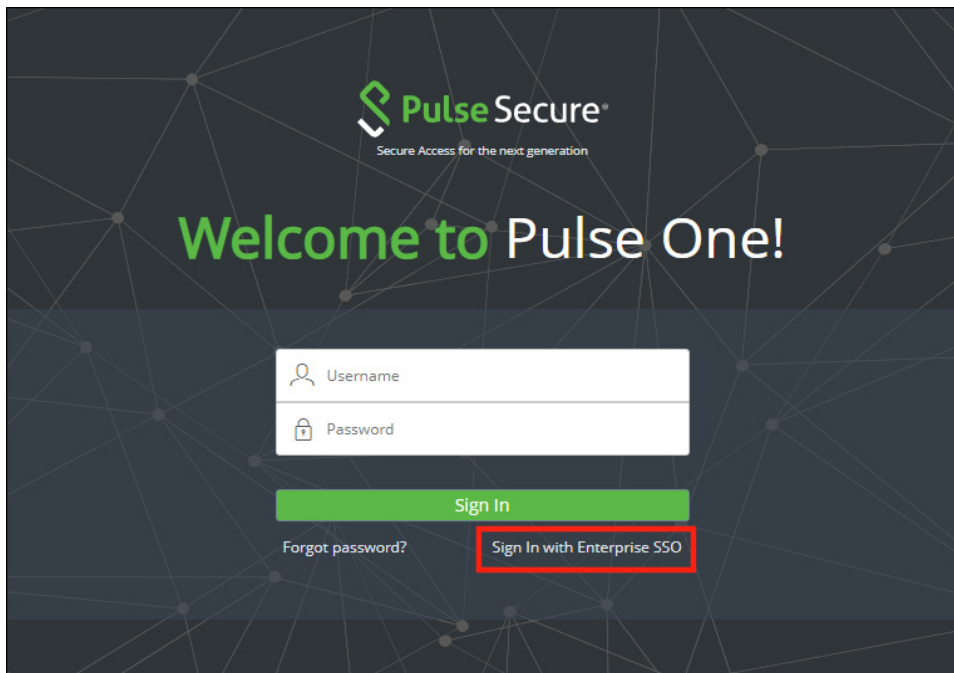 Pulse Secure®
Secure Access for the next generation
Welcome to Pulse One!
Username
Password
Sign In
Forgot password? Sign In with Enterprise SSO